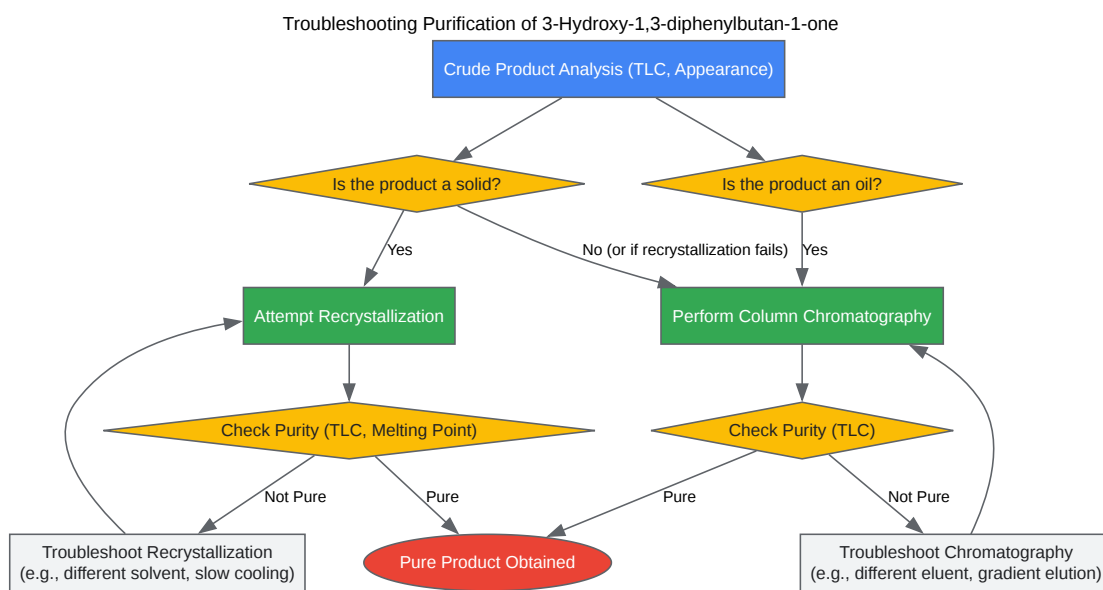 Troubleshooting Purification of 3-Hydroxy-1,3-diphenylbutan-1-one
Crude Product Analysis (TLC, Appearance)
Is the product a solid?
Is the product an oil?
Yes
No (or if recrystallization fails)
Yes
Attempt Recrystallization
Perform Column Chromatography
Check Purity (TLC, Melting Point)
Check Purity (TLC)
Not Pure
Pure
Pure
Not Pure
Troubleshoot Recrystallization
(e.g., different solvent, slow cooling)
Pure Product Obtained
Troubleshoot Chromatography
(e.g., different eluent, gradient elution)